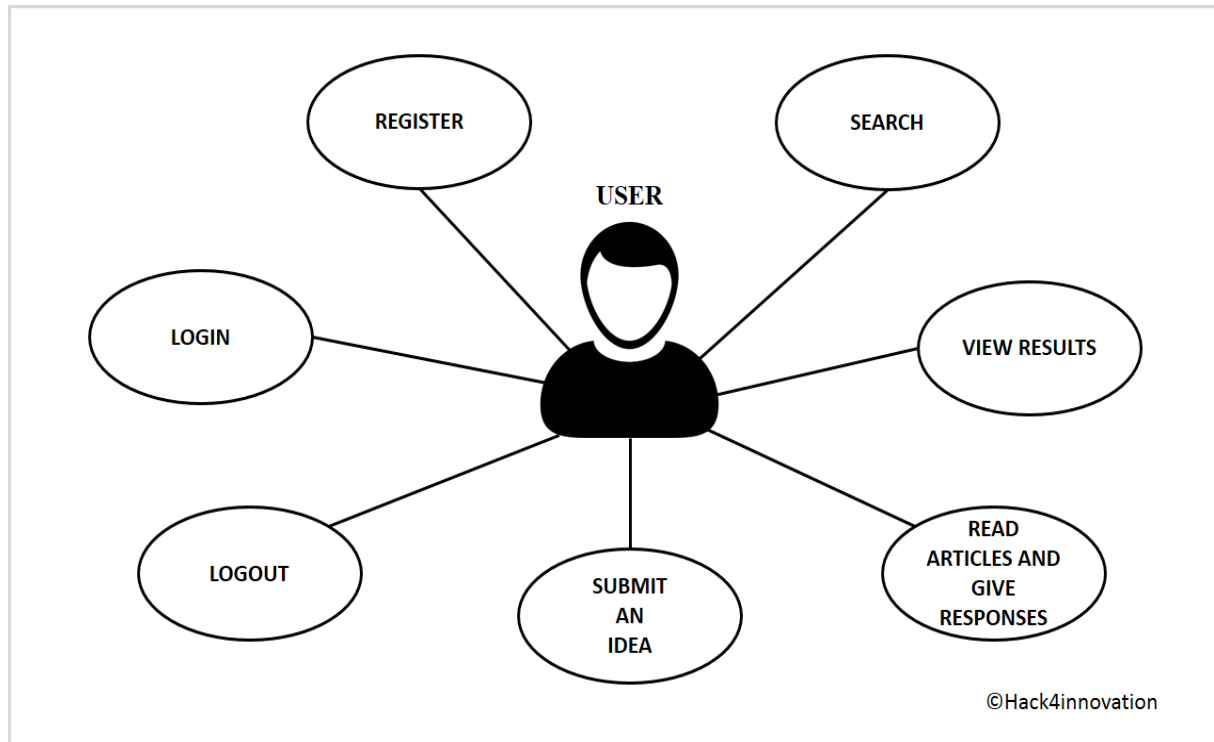 REGISTER
SEARCH
USER
LOGIN
VIEW RESULTS
LOGOUT
SUBMIT
AN
IDEA
READ
ARTICLES AND
GIVE
RESPONSES
©Hack4innovation